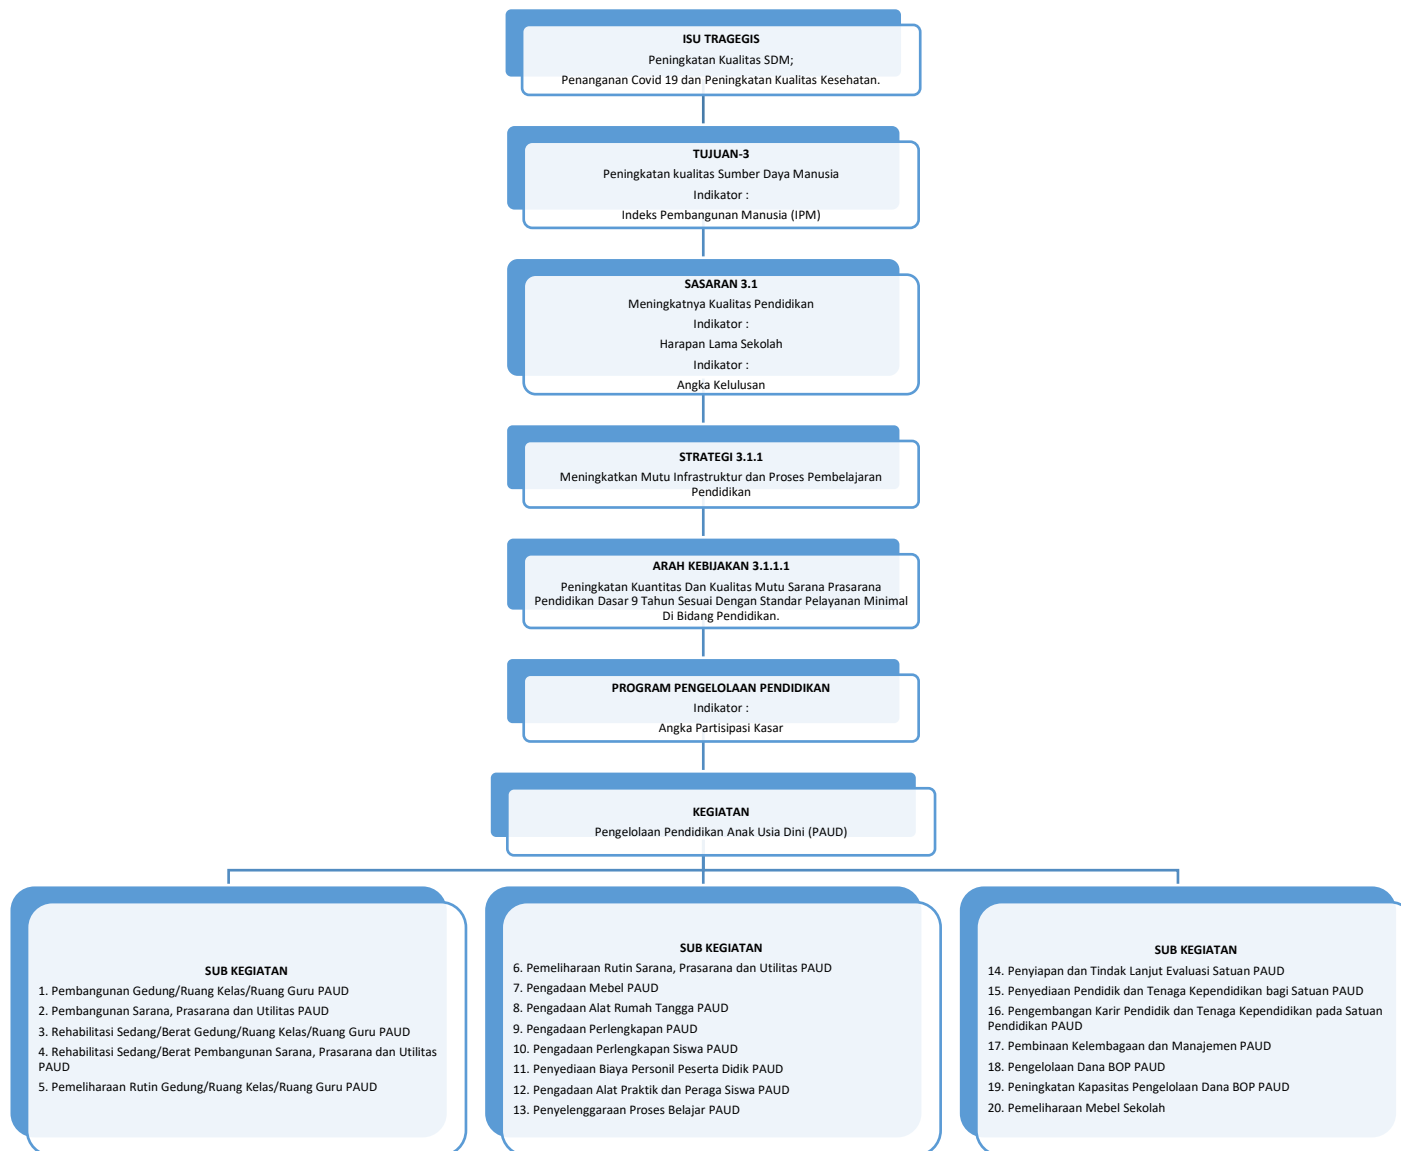 ISU TRAGEGIS
Peningkatan Kualitas SDM;
Penanganan Covid 19 dan Peningkatan Kualitas Kesehatan.
TUJUAN-3
Peningkatan kualitas Sumber Daya Manusia
Indikator :
Indeks Pembangunan Manusia (IPM)
SASARAN 3.1
Meningkatnya Kualitas Pendidikan
Indikator :
Harapan Lama Sekolah
Indikator :
Angka Kelulusan
STRATEGI 3.1.1
Meningkatkan Mutu Infrastruktur dan Proses Pembelajaran
Pendidikan
ARAH KEBIJAKAN 3.1.1.1
Peningkatan Kuantitas Dan Kualitas Mutu Sarana Prasarana
Pendidikan Dasar 9 Tahun Sesuai Dengan Standar Pelayanan Minimal
Di Bidang Pendidikan.
PROGRAM PENGELOLAAN PENDIDIKAN
Indikator :
Angka Partisipasi Kasar
KEGIATAN
Pengelolaan Pendidikan Anak Usia Dini (PAUD)
SUB KEGIATAN
1. Pembangunan Gedung/Ruang Kelas/Ruang Guru PAUD
2. Pembangunan Sarana, Prasarana dan Utilitas PAUD
3. Rehabilitasi Sedang/Berat Gedung/Ruang Kelas/Ruang Guru PAUD
4. Rehabilitasi Sedang/Berat Pembangunan Sarana, Prasarana dan Utilitas
PAUD
5. Pemeliharaan Rutin Gedung/Ruang Kelas/Ruang Guru PAUD
SUB KEGIATAN
6. Pemeliharaan Rutin Sarana, Prasarana dan Utilitas PAUD
7. Pengadaan Mebel PAUD
8. Pengadaan Alat Rumah Tangga PAUD
9. Pengadaan Perlengkapan PAUD
10. Pengadaan Perlengkapan Siswa PAUD
11. Penyediaan Biaya Personil Peserta Didik PAUD
12. Pengadaan Alat Praktik dan Peraga Siswa PAUD
13. Penyelenggaraan Proses Belajar PAUD
SUB KEGIATAN
14. Penyiapan dan Tindak Lanjut Evaluasi Satuan PAUD
15. Penyediaan Pendidik dan Tenaga Kependidikan bagi Satuan PAUD
16. Pengembangan Karir Pendidik dan Tenaga Kependidikan pada Satuan
Pendidikan PAUD
17. Pembinaan Kelembagaan dan Manajemen PAUD
18. Pengelolaan Dana BOP PAUD
19. Peningkatan Kapasitas Pengelolaan Dana BOP PAUD
20. Pemeliharaan Mebel Sekolah